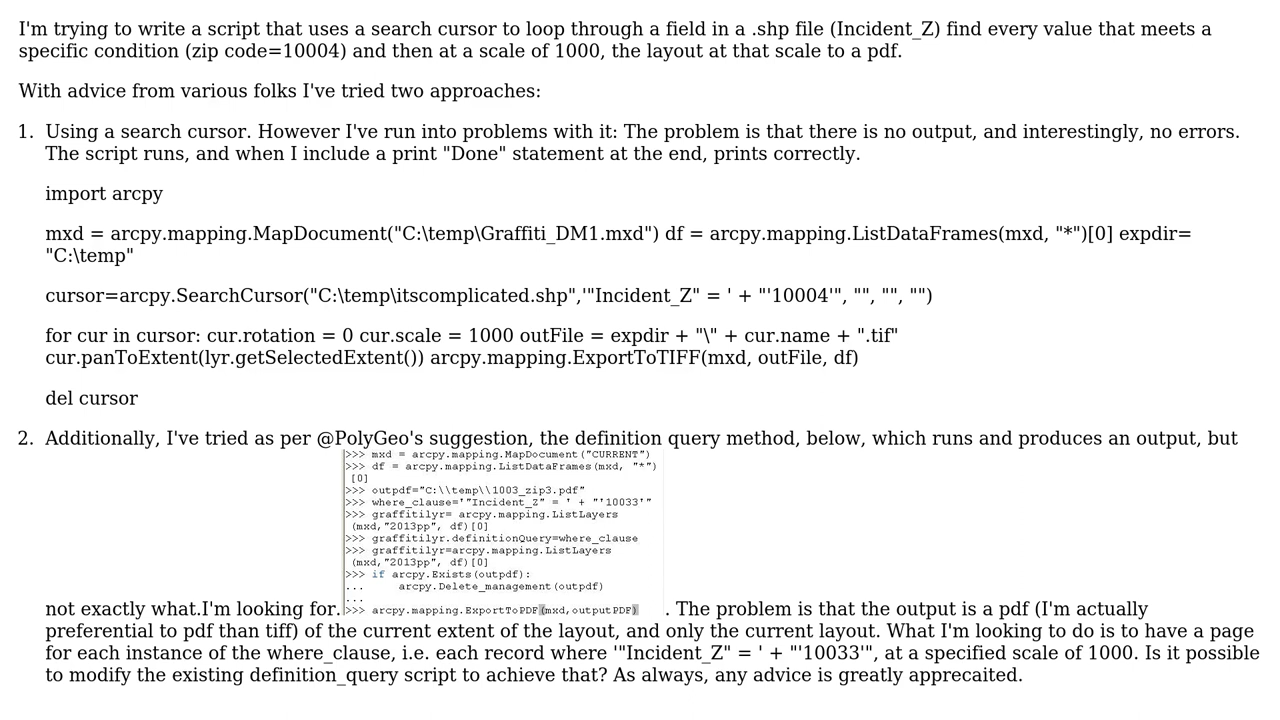 I'm trying to write a script that uses a search cursor to loop through a field in a .shp file (Incident_Z) find every value that meets a
specific condition (zip code=10004) and then at a scale of 1000, the layout at that scale to a pdf.
With advice from various folks I've tried two approaches:
1. Using a search cursor. However I've run into problems with it: The problem is that there is no output, and interestingly, no errors.
The script runs, and when I include a print "Done" statement at the end, prints correctly.
import arcpy
mxd = arcpy.mapping.MapDocument("C:\temp\Graffiti_DM1.mxd") df = arcpy.mapping.ListDataFrames(mxd, "*")[0] expdir=
"C:\temp"
cursor=arcpy.SearchCursor("C:\temp\itscomplicated.shp",'"Incident_Z" = ' + "'10004'", "", "", "")
for cur in cursor: cur.rotation = 0 cur.scale = 1000 outFile = expdir + "\" + cur.name + ".tif"
cur.panToExtent(lyr.getSelectedExtent()) arcpy.mapping.ExportToTIFF(mxd, outFile, df)
del cursor
2. Additionally, I've tried as per @PolyGeo's suggestion, the definition query method, below, which runs and produces an output, but
>>> mxd = arcpy.mapping.MapDocument("CURRENT")
>>> df = arcpy.mapping.ListDataFrames(mxd, "*")
[0]
>>> outpdf="C:\\temp\\1003_zip3.pdf"
>>> where_clause='"Incident_Z" = ' + "'10033'"
>>> graffitilyr= arcpy.mapping.ListLayers
(mxd,"2013pp", df)[0]
>>> graffitilyr.definitionQuery=where_clause
>>> graffitilyr=arcpy.mapping.ListLayers
(mxd,"2013pp", df)[0]
>>> if arcpy.Exists(outpdf):
... arcpy.Delete_management(outpdf)
...
>>> arcpy.mapping.ExportToPDF(mxd,outputPDF)
not exactly what.I'm looking for. . The problem is that the output is a pdf (I'm actually
preferential to pdf than tiff) of the current extent of the layout, and only the current layout. What I'm looking to do is to have a page
for each instance of the where_clause, i.e. each record where '"Incident_Z" = ' + "'10033'", at a specified scale of 1000. Is it possible
to modify the existing definition_query script to achieve that? As always, any advice is greatly apprecaited.